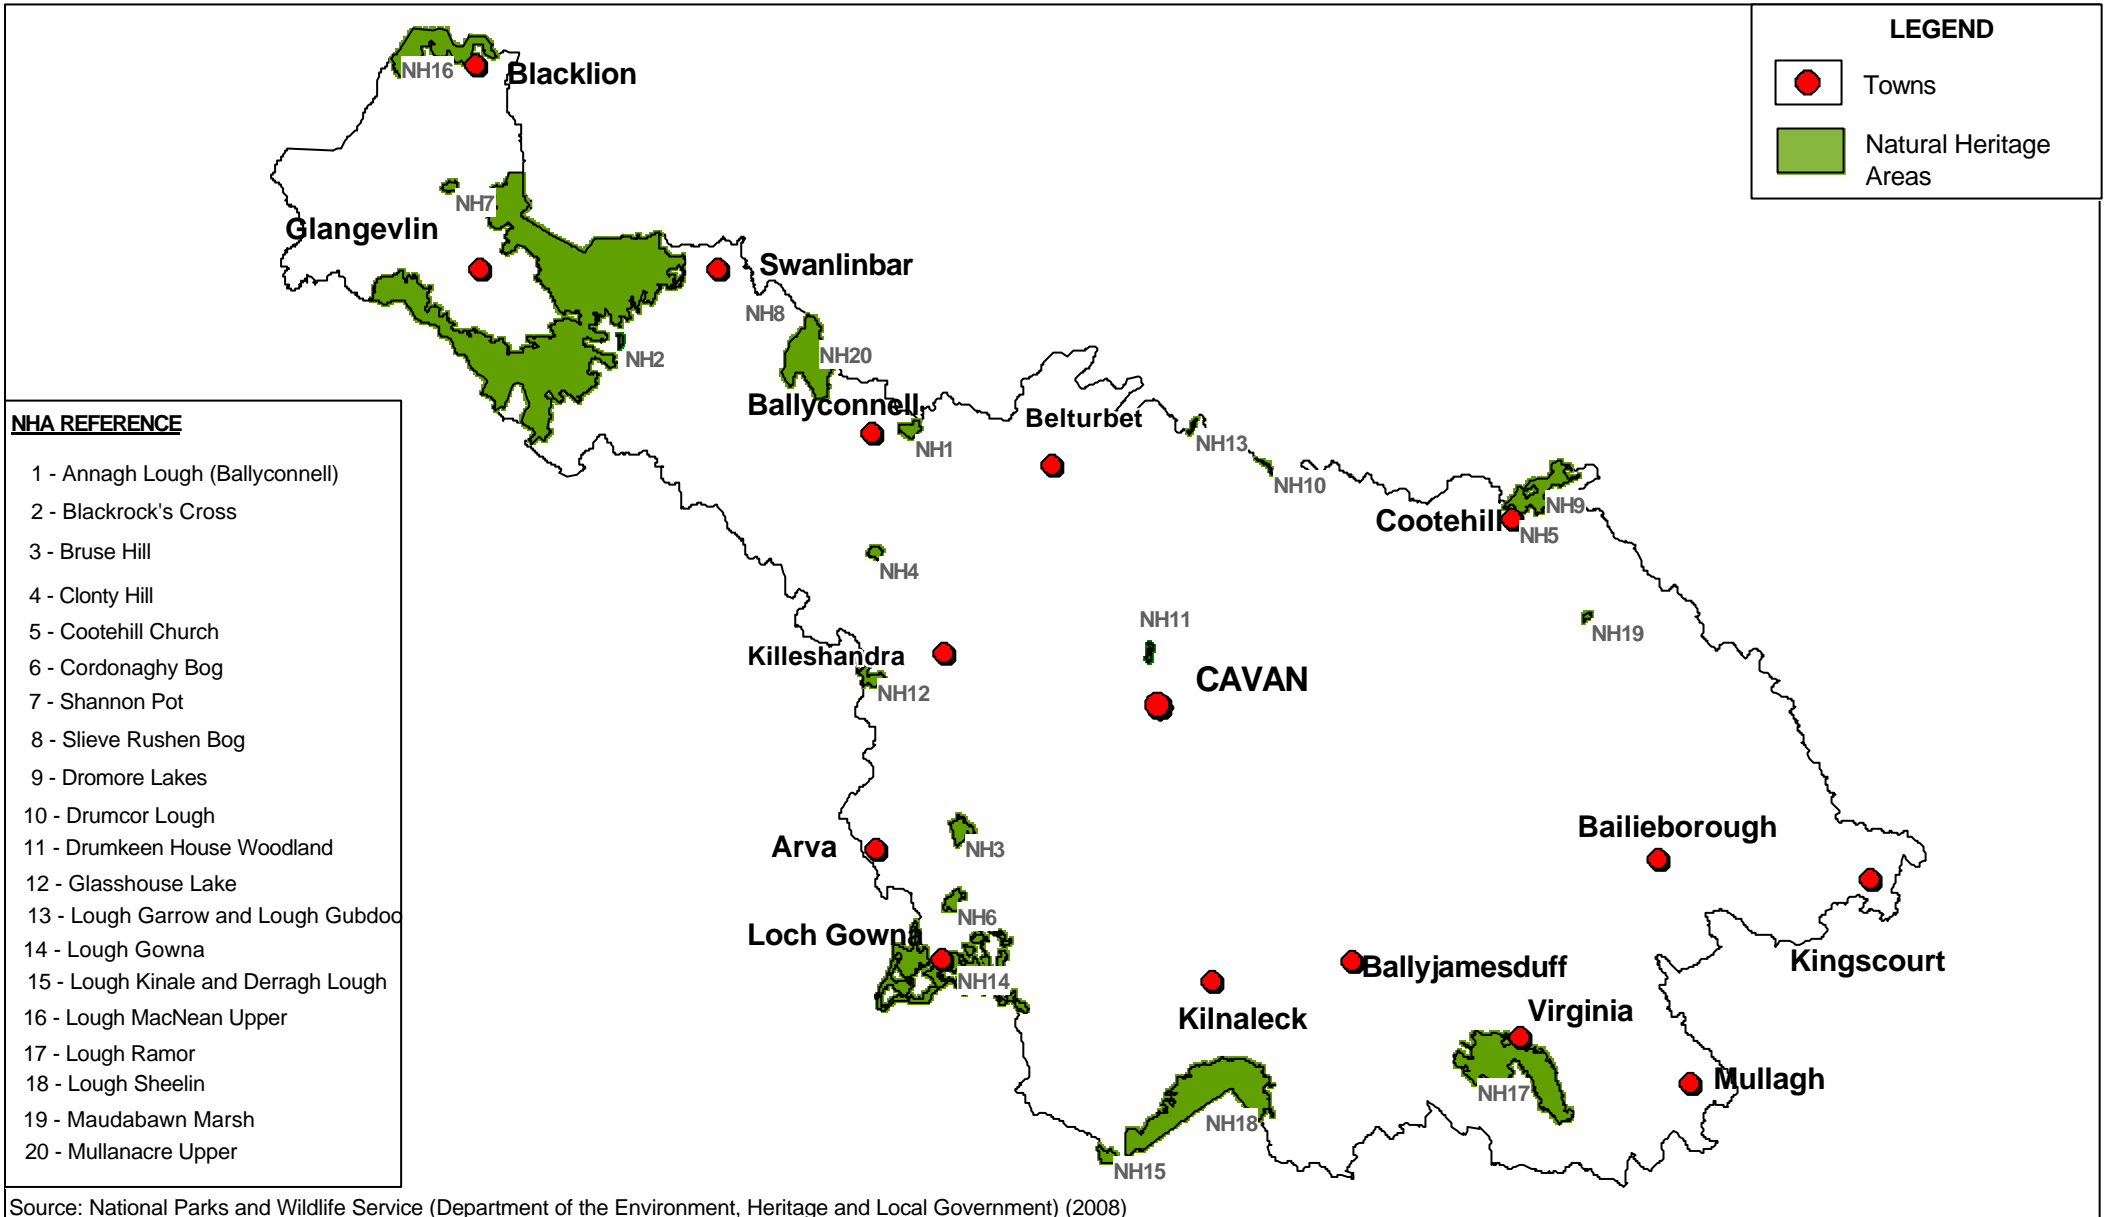 LEGEND
Towns
Natural Heritage
Areas
NH16
Blacklion
NH7
Glangevlin
Swanlinbar
NH8
NH2
NH20
Ballyconnell
Belturbet
NH1
NH13
NH10
NH9
Cootehill
NH5
NH4
NH11
NH19
Killeshandra
CAVAN
NH12
Bailieborough
Arva
NH3
NH6
Loch Gowna
NH14
Ballyjamesduff
Kingscourt
Kilnaleck
Virginia
Mullagh
NH17
NH18
NH15
NHA REFERENCE
1 - Annagh Lough (Ballyconnell)
2 - Blackrock's Cross
3 - Bruse Hill
4 - Clonty Hill
5 - Cootehill Church
6 - Cordonaghy Bog
7 - Shannon Pot
8 - Slieve Rushen Bog
9 - Dromore Lakes
10 - Drumcor Lough
11 - Drumkeen House Woodland
12 - Glasshouse Lake
13 - Lough Garrow and Lough Gubdoo
14 - Lough Gowna
15 - Lough Kinale and Derragh Lough
16 - Lough MacNean Upper
17 - Lough Ramor
18 - Lough Sheelin
19 - Maudabawn Marsh
20 - Mullanacre Upper
Source: National Parks and Wildlife Service (Department of the Environment, Heritage and Local Government) (2008)